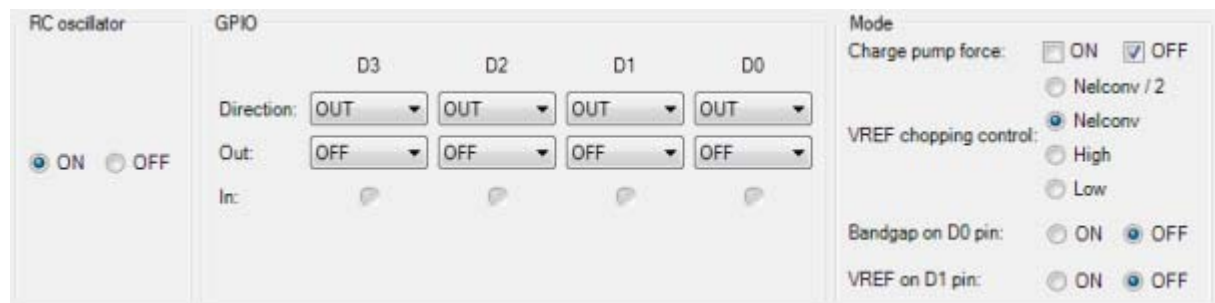 RC oscillator
ON OFF
GPIO
D3 D2 D1 D0
Direction: OUT OUT OUT OUT
Out: OFF OFF OFF OFF
In:
Mode
Charge pump force: ON OFF
VREF chopping control:
Nelconv / 2
Nelconv
High
Low
Bandgap on D0 pin: ON OFF
VREF on D1 pin: ON OFF